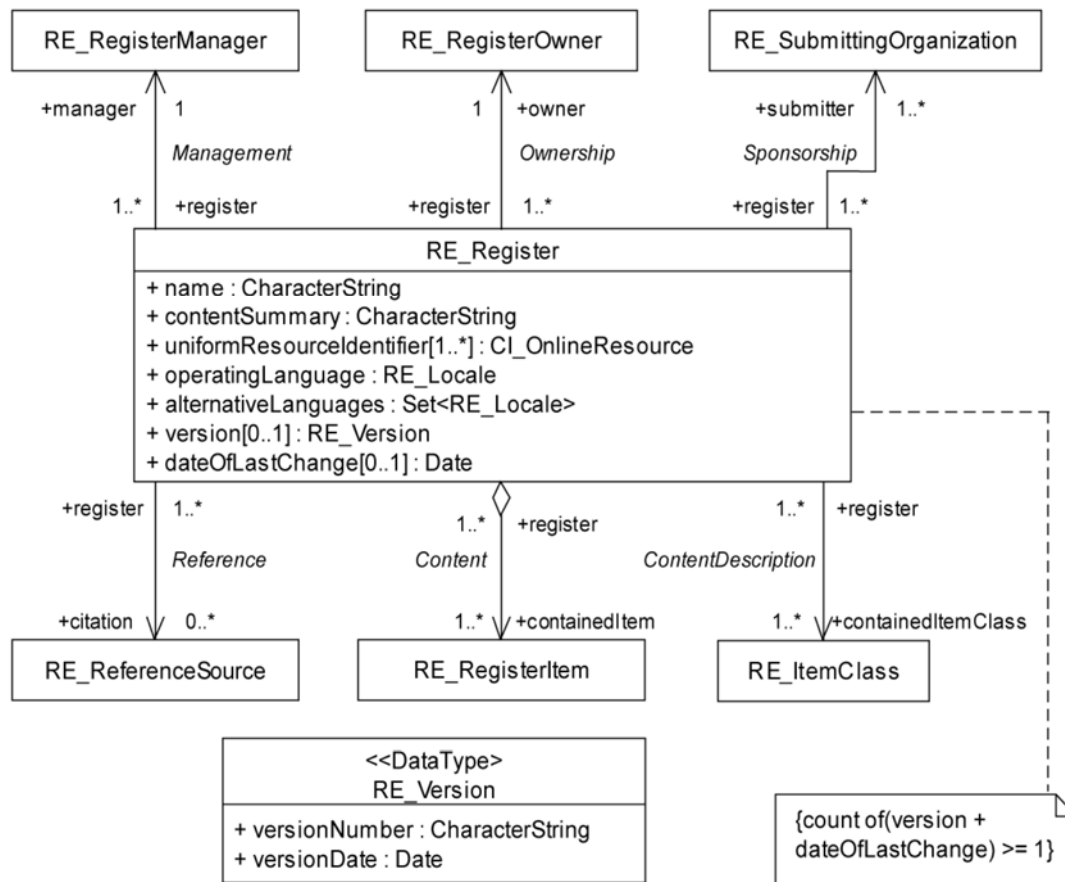 RE_RegisterManager
RE_RegisterOwner
RE_SubmittingOrganization
+manager 1
1 +owner
+submitter 1..*
Management
Ownership
Sponsorship
1..* +register
+register 1..*
+register 1..*
RE_Register
+ name : CharacterString
+ contentSummary : CharacterString
+ uniformResourceIdentifier[1..*] : CI_OnlineResource
+ operatingLanguage : RE_Locale
+ alternativeLanguages : Set<RE_Locale>
+ version[0..1] : RE_Version
+ dateOfLastChange[0..1] : Date
+register 1..*
1..* +register
1..* +register
Reference
Content
ContentDescription
+citation 0..*
1..* +containedItem
1..* +containedItemClass
RE_ReferenceSource
RE_RegisterItem
RE_ItemClass
<<DataType>
RE_Version
+ versionNumber : CharacterString
+ versionDate : Date
{count of(version +
dateOfLastChange) >= 1}